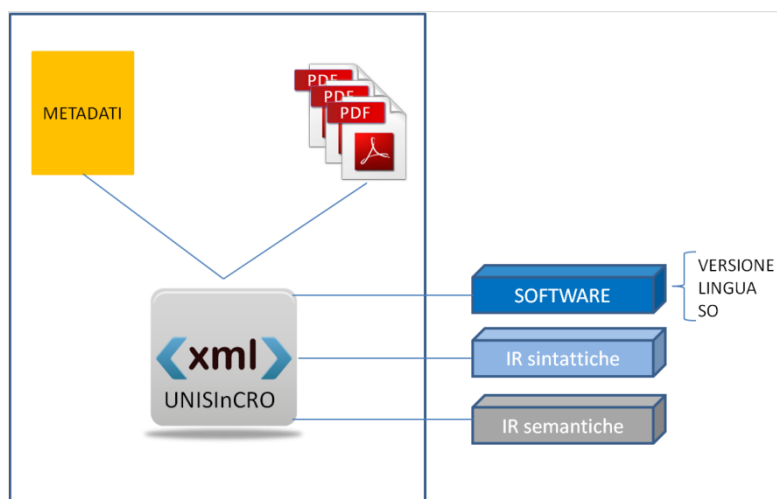 METADATI
PDF
PDF
PDF
xml
UNISInCRO
SOFTWARE
VERSIONE
LINGUA
SO
IR sintattiche
IR semantiche